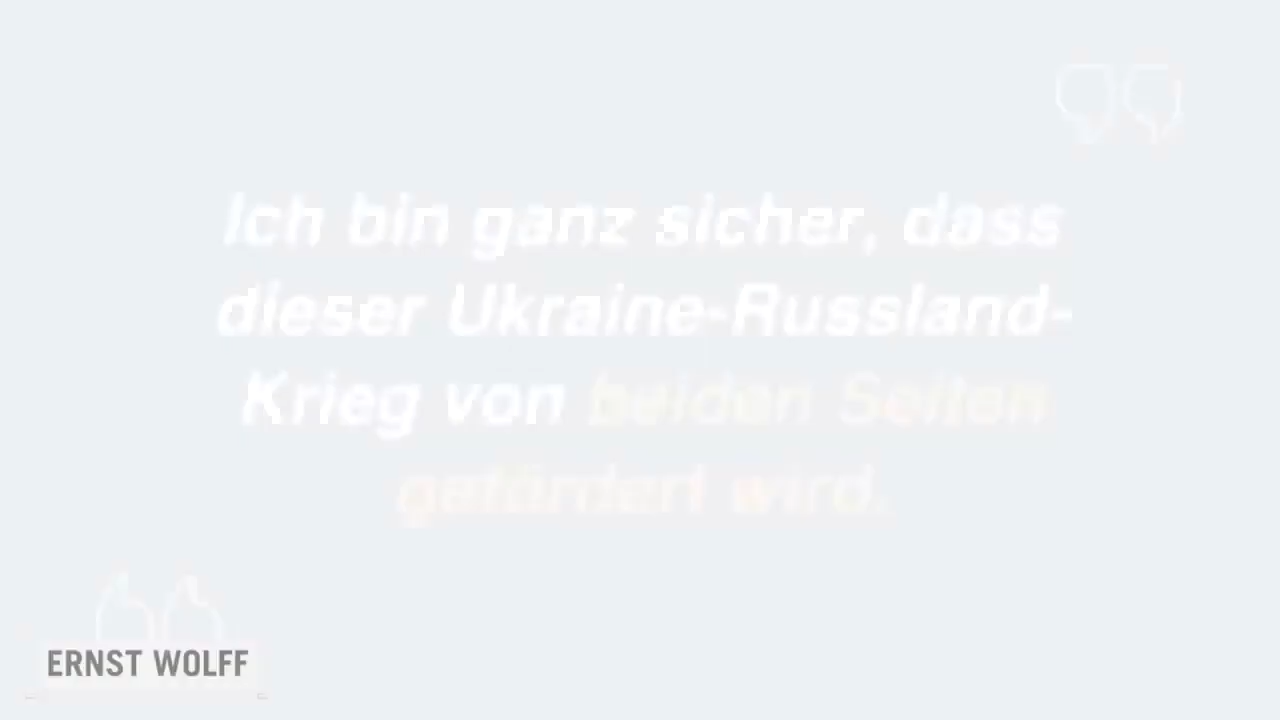 Ich bin ganz sicher, dass
dieser Ukraine-Russland-
Krieg von beiden Seiten
gefördert wird.
ERNST WOLFF